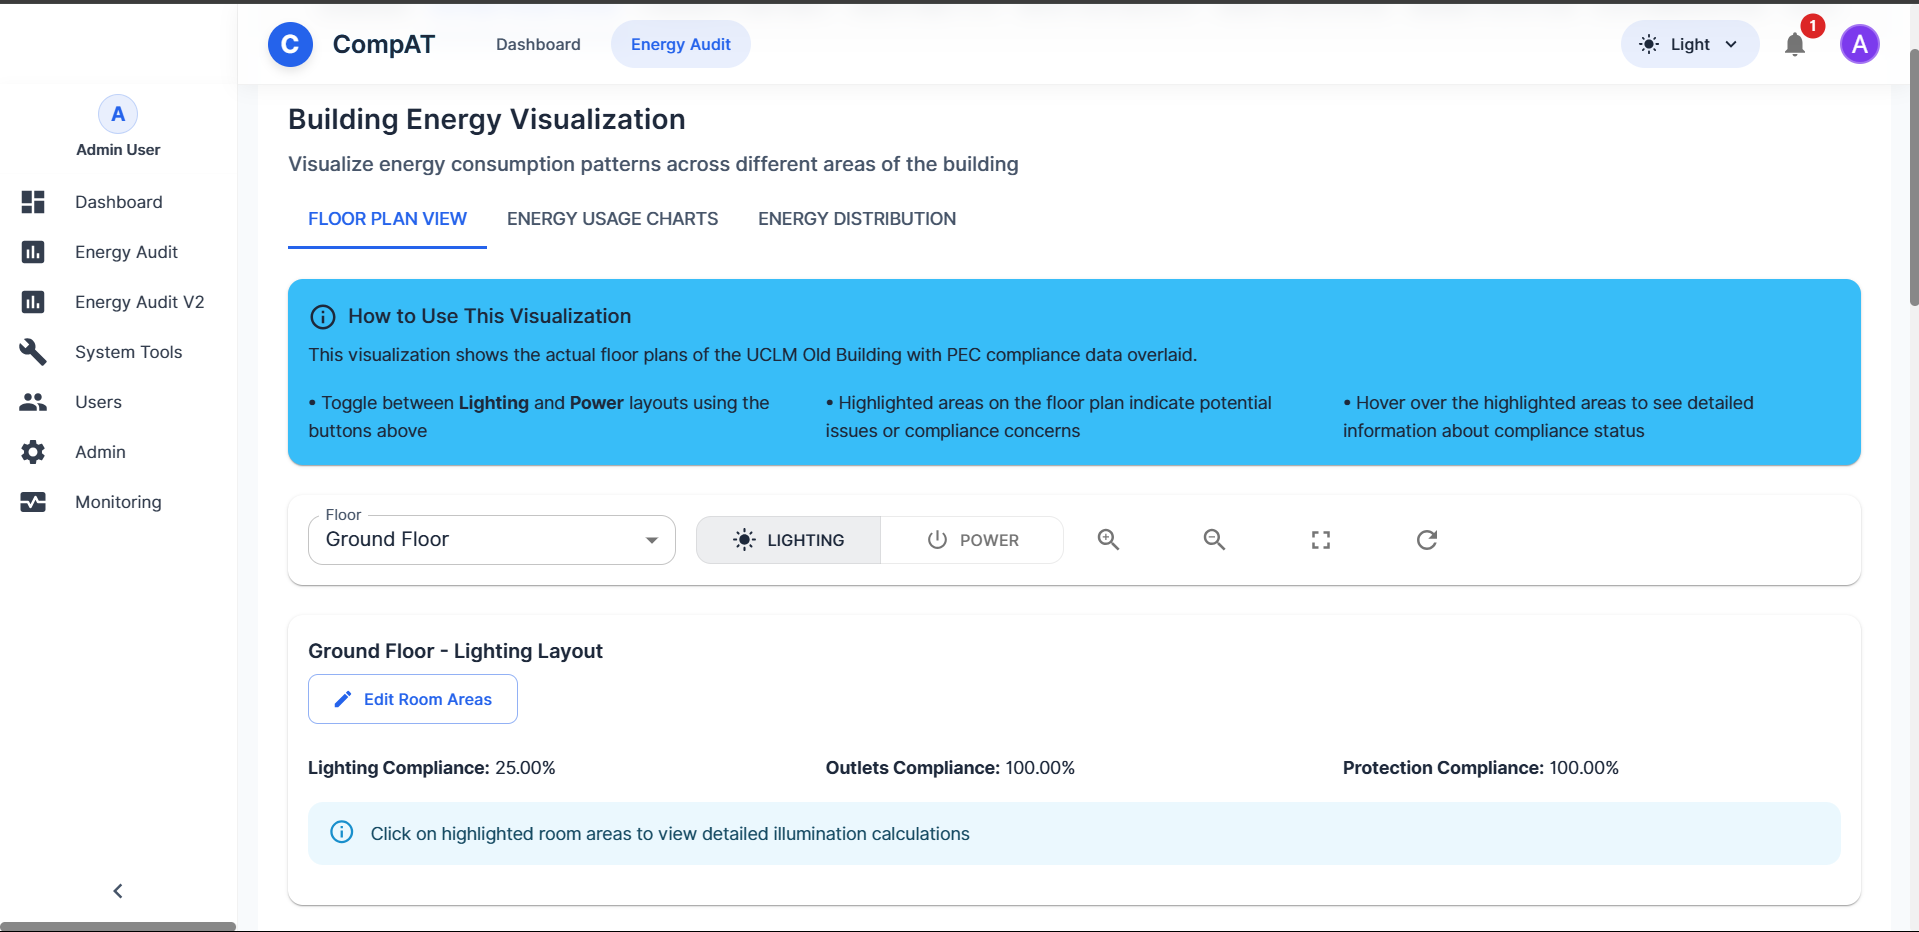 C CompAT Dashboard Energy Audit Light 1 A
A
Admin User
Dashboard
Energy Audit
Energy Audit V2
System Tools
Users
Admin
Monitoring
Building Energy Visualization
Visualize energy consumption patterns across different areas of the building
FLOOR PLAN VIEW ENERGY USAGE CHARTS ENERGY DISTRIBUTION
How to Use This Visualization
This visualization shows the actual floor plans of the UCLM Old Building with PEC compliance data overlaid.
• Toggle between Lighting and Power layouts using the
buttons above
• Highlighted areas on the floor plan indicate potential
issues or compliance concerns
• Hover over the highlighted areas to see detailed
information about compliance status
Floor
Ground Floor LIGHTING POWER
Ground Floor - Lighting Layout
Edit Room Areas
Lighting Compliance: 25.00% Outlets Compliance: 100.00% Protection Compliance: 100.00%
Click on highlighted room areas to view detailed illumination calculations